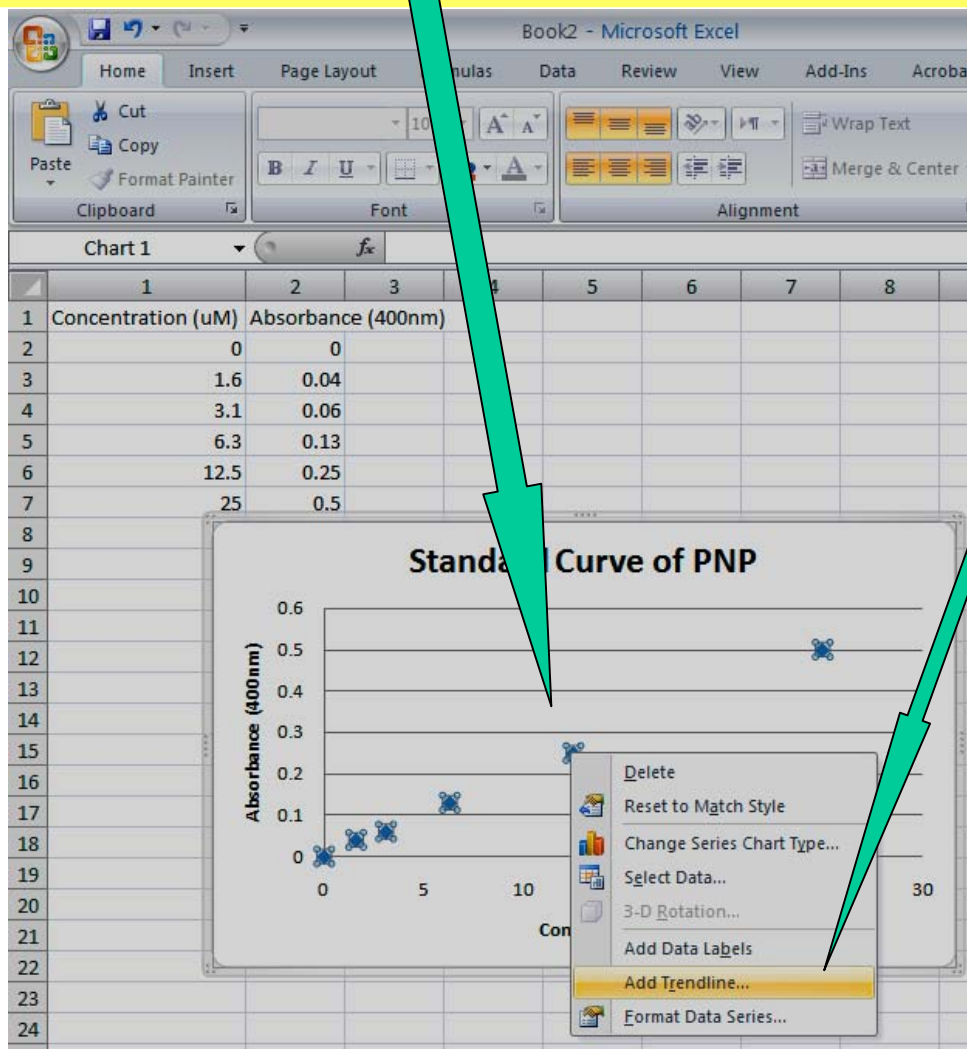 Book2 - Microsoft Excel
Home Insert Page Layout mulas Data Review View Add-Ins Acroba
Cut
Copy
Format Painter
Paste
10
A A
Wrap Text
B I U A
Merge & Center
Clipboard Font Alignment
Chart 1 fx
1 2 3 4 5 6 7 8
1 Concentration (uM) Absorbance (400nm)
2 0 0
3 1.6 0.04
4 3.1 0.06
5 6.3 0.13
6 12.5 0.25
7 25 0.5
8
9
10
11
12
13
14
15
16
17
18
19
20
21
22
23
24
Standa Curve of PNP
Absorbance (400nm)
0.6
0.5
0.4
0.3
0.2
0.1
0
0 5 10 30
Con
Delete
Reset to Match Style
Change Series Chart Type...
Select Data...
3-D Rotation...
Add Data Labels
Add Trendline...
Format Data Series...